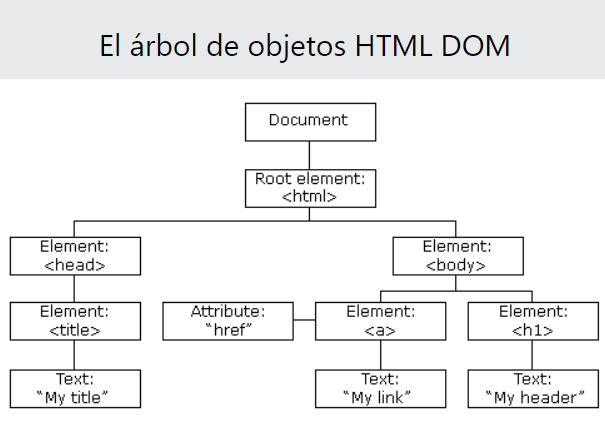 El árbol de objetos HTML DOM
Document
Root element:
<html>
Element:
<head>
Element:
<body>
Element:
<title>
Attribute:
"href"
Element:
<a>
Element:
<h1>
Text:
"My title"
Text:
"My link"
Text:
"My header"